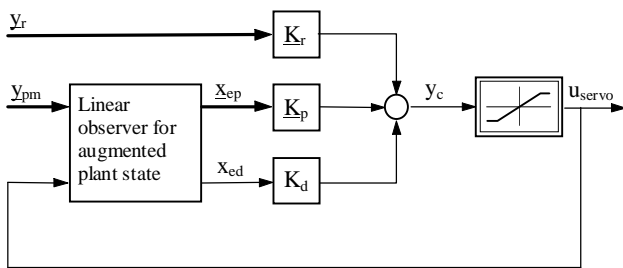 y_r
K_r
y_pm
Linear
observer for
augmented
plant state
x_ep
K_p
y_c
u_servo
x_ed
K_d